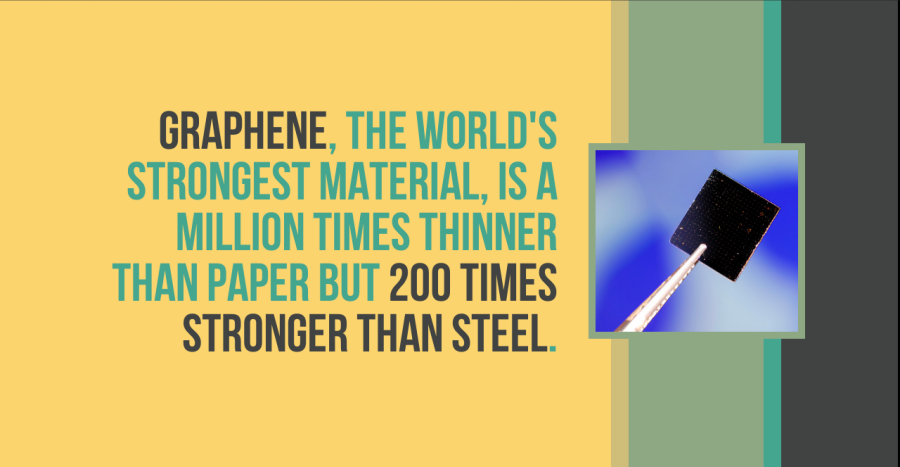 GRAPHENE, THE WORLD'S
STRONGEST MATERIAL, IS A
MILLION TIMES THINNER
THAN PAPER BUT 200 TIMES
STRONGER THAN STEEL.